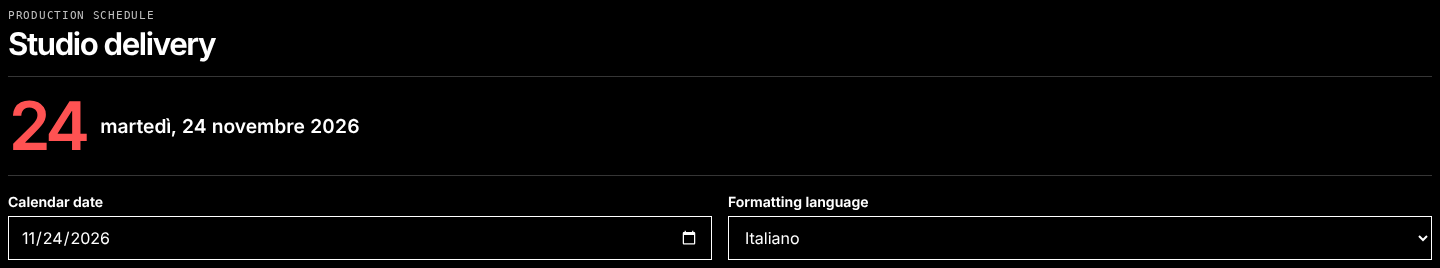 PRODUCTION SCHEDULE
Studio delivery
24 martedì, 24 novembre 2026
Calendar date
Formatting language
11/24/2026
Italiano